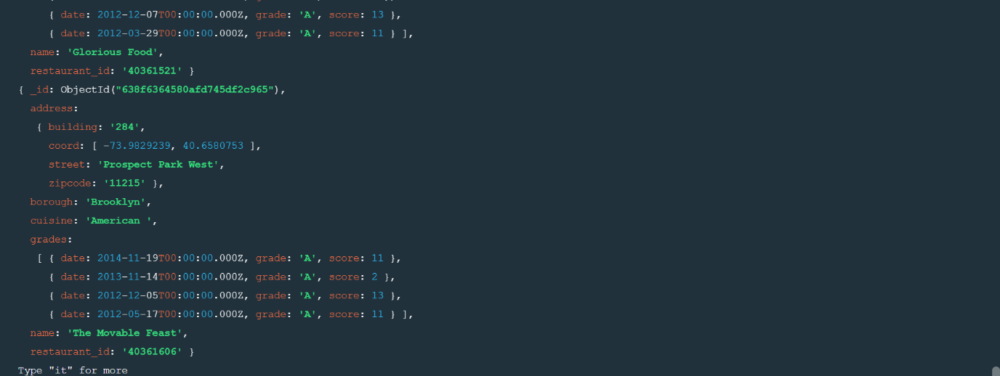 { date: 2012-12-07T00:00:00.000Z, grade: 'A', score: 13 },
{ date: 2012-03-29T00:00:00.000Z, grade: 'A', score: 11 } ],
name: 'Glorious Food',
restaurant_id: '40361521' }
{ _id: ObjectId("638f6364580afd745df2c965"),
address:
{ building: '284',
coord: [ -73.9829239, 40.6580753 ],
street: 'Prospect Park West',
zipcode: '11215' },
borough: 'Brooklyn',
cuisine: 'American ',
grades:
[ { date: 2014-11-19T00:00:00.000Z, grade: 'A', score: 11 },
{ date: 2013-11-14T00:00:00.000Z, grade: 'A', score: 2 },
{ date: 2012-12-05T00:00:00.000Z, grade: 'A', score: 13 },
{ date: 2012-05-17T00:00:00.000Z, grade: 'A', score: 11 } ],
name: 'The Movable Feast',
restaurant_id: '40361606' }
Type "it" for more